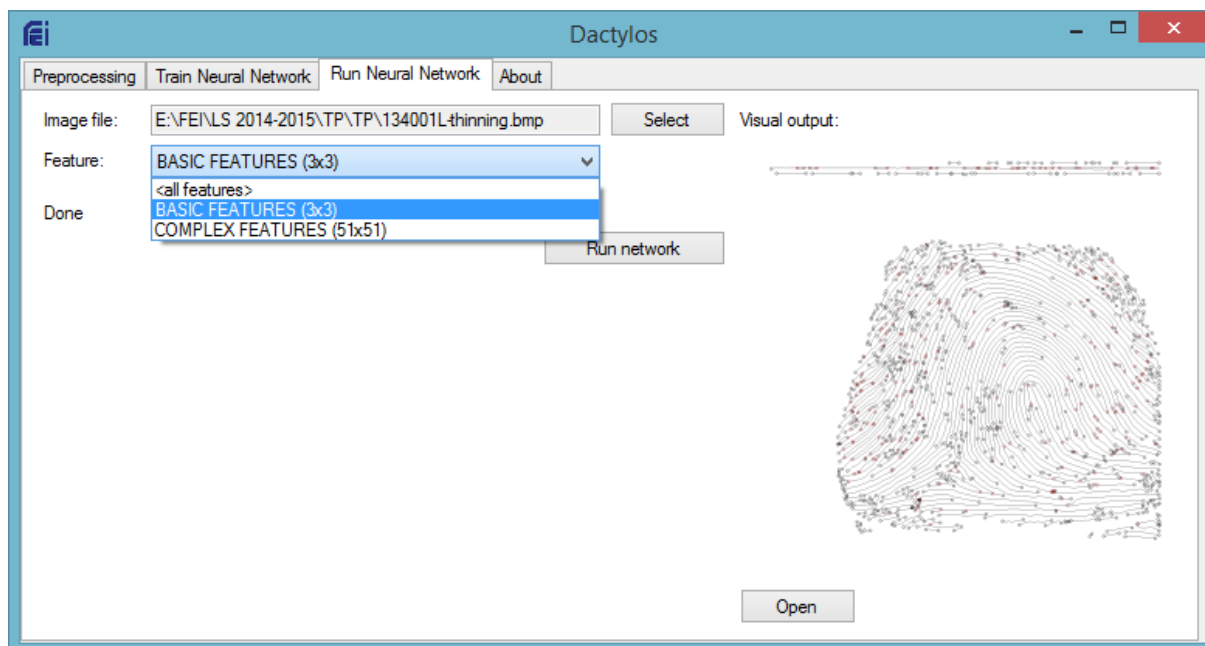 FEI
Dactylos
Preprocessing Train Neural Network Run Neural Network About
Image file: E:\FEI\LS 2014-2015\TP\TP\134001L-thinning.bmp Select Visual output:
Feature: BASIC FEATURES (3x3)
<all features>
Done BASIC FEATURES (3x3)
COMPLEX FEATURES (51x51)
Run network
Open